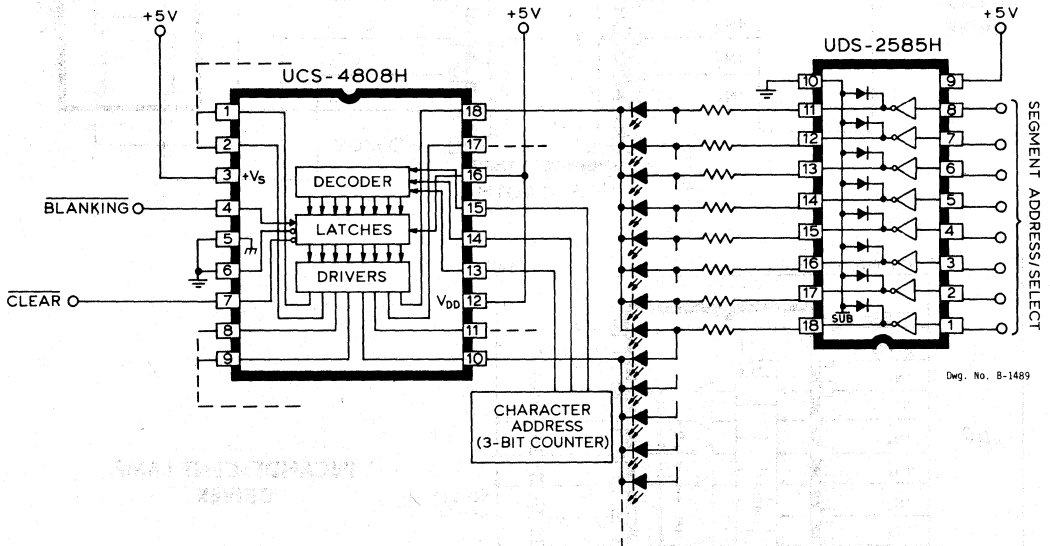 +5V
+5V
+5V
UCS-4808H
UDS-2585H
1
2
3
4
5
6
7
8
9
+VS
BLANKING
CLEAR
DECODER
LATCHES
DRIVERS
VDD
18
17
16
15
14
13
12
11
10
CHARACTER
ADDRESS
(3-BIT COUNTER)
10
11
12
13
14
15
16
17
18
SUB
9
8
7
6
5
4
3
2
1
SEGMENT ADDRESS/SELECT
Dwg. No. B-1489